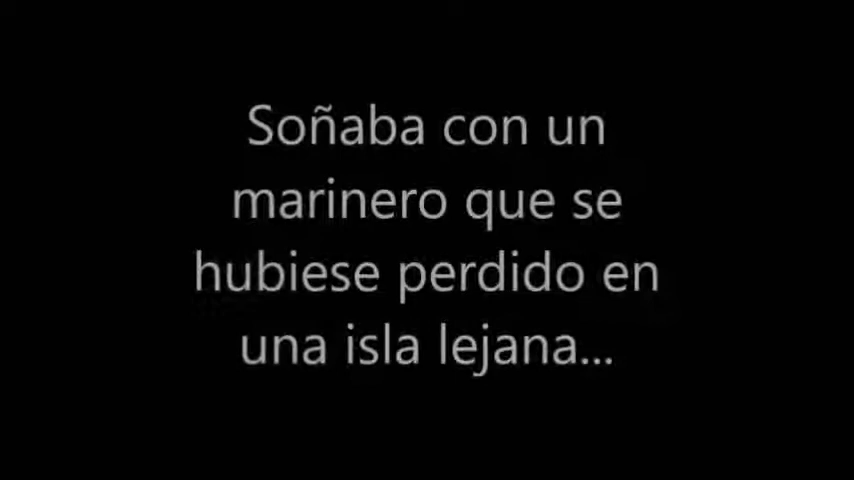 Soñaba con un
marinero que se
hubiese perdido en
una isla lejana...